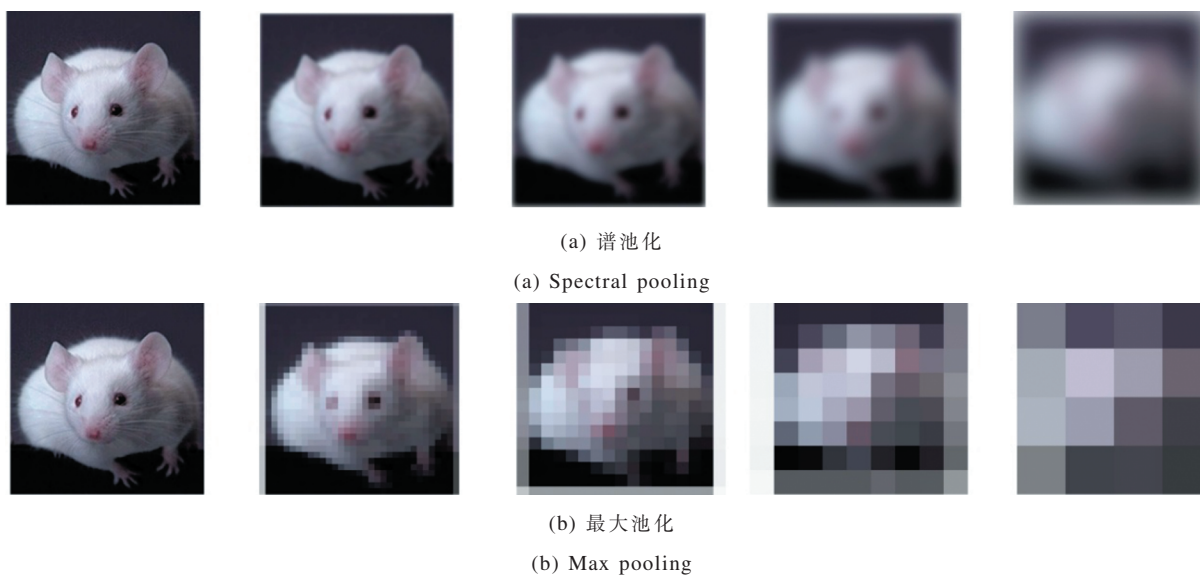 (a) 谱池化
(a) Spectral pooling
(b) 最大池化
(b) Max pooling